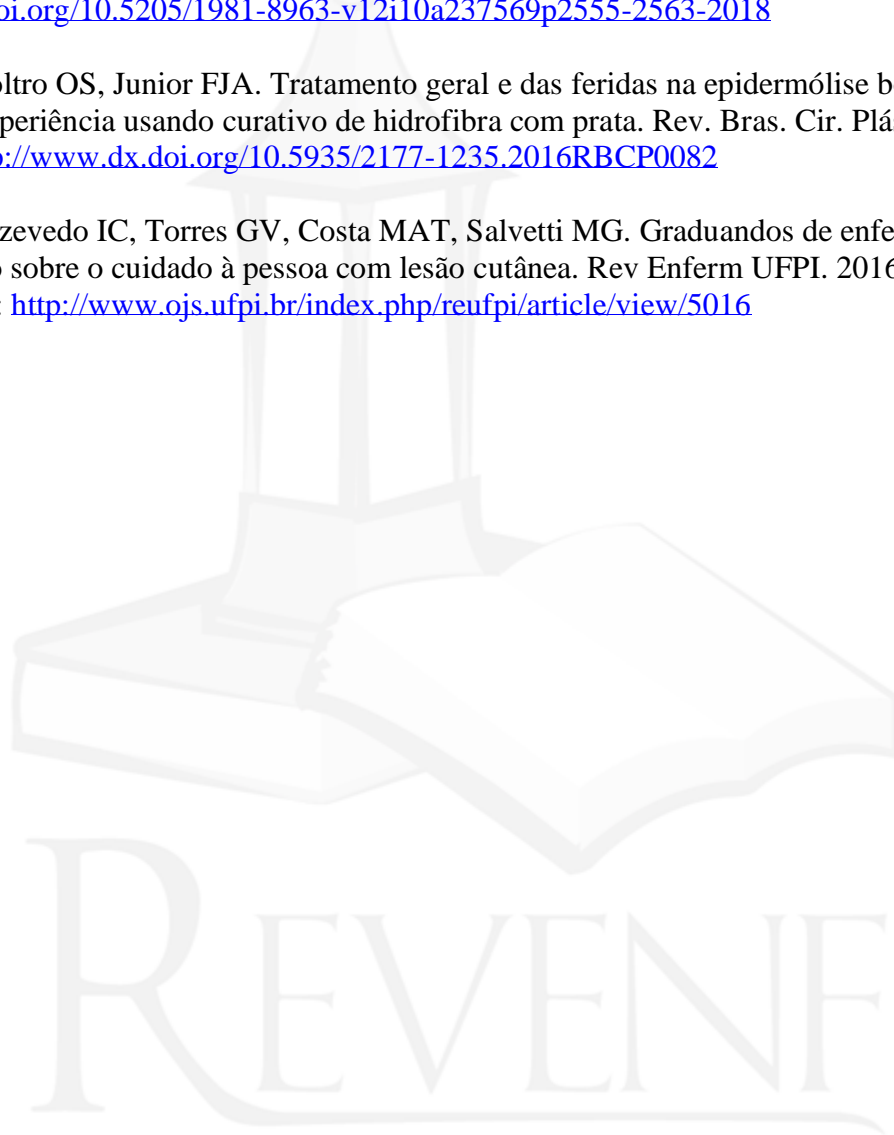 oi.org/10.5205/1981-8963-v12i10a237569p2555-2563-2018
oltro OS, Junior FJA. Tratamento geral e das feridas na epidermólise b
periência usando curativo de hidrofibra com prata. Rev. Bras. Cir. Plá
p://www.dx.doi.org/10.5935/2177-1235.2016RBCP0082
zevedo IC, Torres GV, Costa MAT, Salvetti MG. Graduandos de enfe
o sobre o cuidado à pessoa com lesão cutânea. Rev Enferm UFPI. 2016
: http://www.ojs.ufpi.br/index.php/reufpi/article/view/5016
REVENF